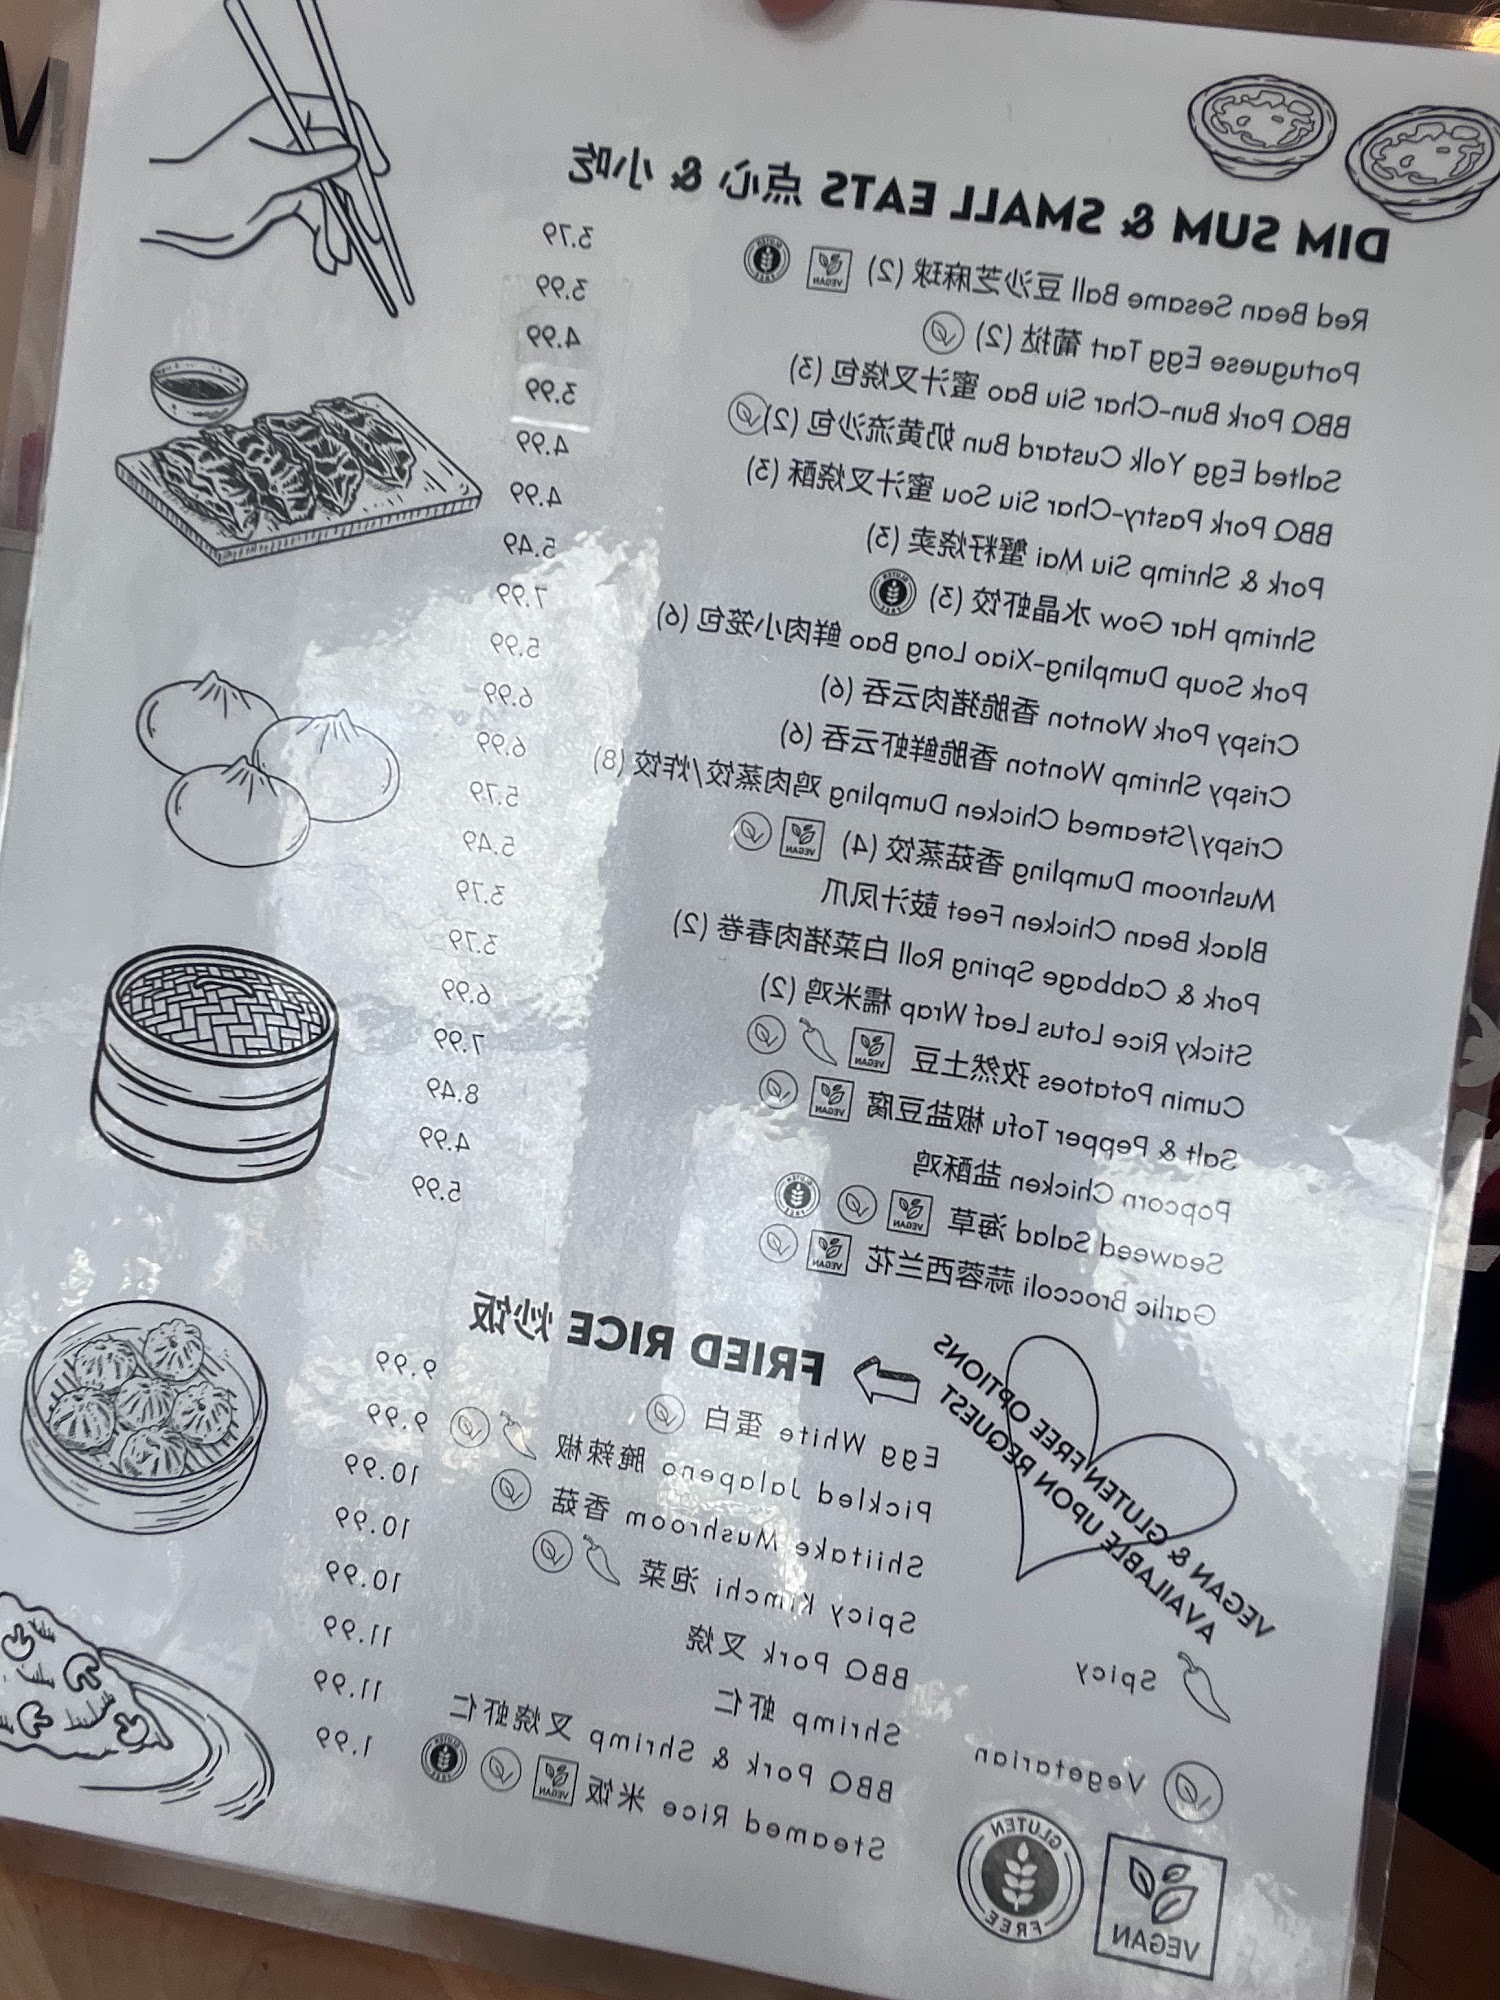 DIM SUM & SMALL EATS 点心 & 小吃
Red Bean Sesame Ball 豆沙芝麻球 (2) VEGAN GLUTEN FREE 3.79
Portuguese Egg Tart 葡挞 (2) 3.99
BBQ Pork Bun-Char Siu Bao 蜜汁叉烧包 (3) 4.99
Salted Egg Yolk Custard Bun 奶黄流沙包 (2) 3.99
BBQ Pork Pastry-Char Siu Sou 蜜汁叉烧酥 (3) 4.99
Pork & Shrimp Siu Mai 蟹籽烧卖 (3) 4.99
Shrimp Har Gow 水晶虾饺 (3) GLUTEN FREE 5.49
Pork Soup Dumpling-Xiao Long Bao 鲜肉小笼包 (6) 7.99
Crispy Pork Wonton 香脆猪肉云吞 (6) 5.99
Crispy Shrimp Wonton 香脆鲜虾云吞 (6) 6.99
Crispy/Steamed Chicken Dumpling 鸡肉蒸饺/炸饺 (8) 6.99
Mushroom Dumpling 香菇蒸饺 (4) VEGAN 5.79
Black Bean Chicken Feet 豉汁凤爪 5.49
Pork & Cabbage Spring Roll 白菜猪肉春卷 (2) 3.79
Sticky Rice Lotus Leaf Wrap 糯米鸡 (2) 3.79
Cumin Potatoes 孜然土豆 VEGAN 6.99
Salt & Pepper Tofu 椒盐豆腐 VEGAN 7.99
Popcorn Chicken 盐酥鸡 8.49
Seaweed Salad 海草 VEGAN GLUTEN FREE 4.99
Garlic Broccoli 蒜蓉西兰花 VEGAN 5.99
VEGAN & GLUTEN FREE OPTIONS
AVAILABLE UPON REQUEST
FRIED RICE 炒饭
Egg White 蛋白 9.99
Pickled Jalapeno 腌辣椒 9.99
Shiitake Mushroom 香菇 10.99
Spicy Kimchi 泡菜 10.99
BBQ Pork 叉烧 10.99
Shrimp 虾仁 11.99
BBQ Pork & Shrimp 叉烧虾仁 11.99
Steamed Rice 米饭 VEGAN GLUTEN FREE 1.99
Spicy
Vegetarian
VEGAN
GLUTEN FREE